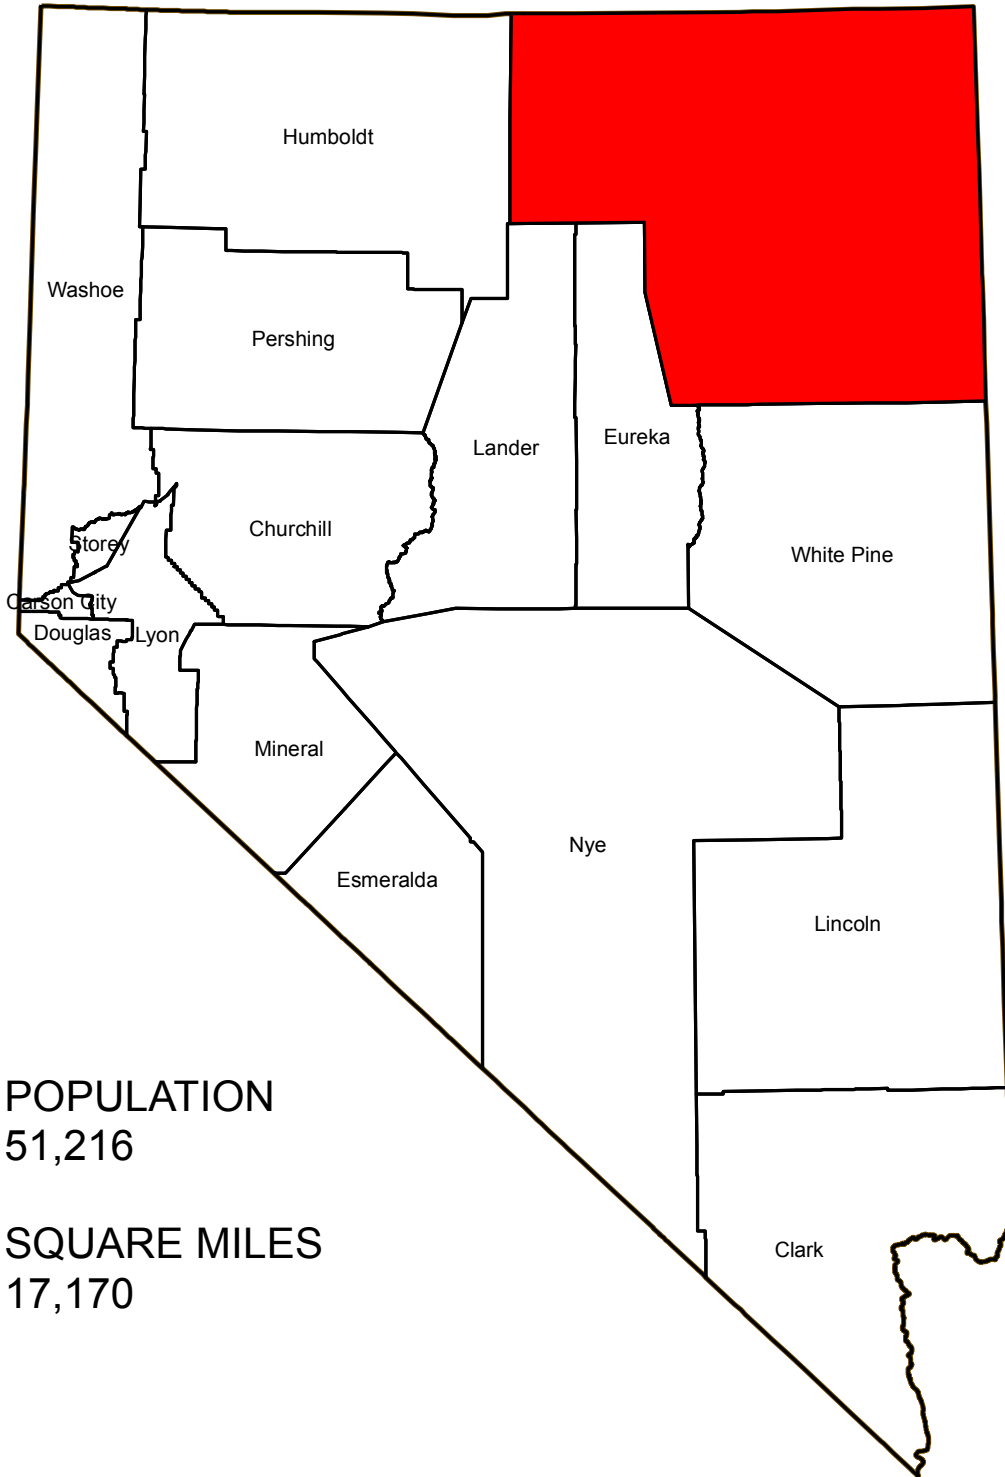 Humboldt
Washoe
Pershing
Lander
Eureka
Churchill
Storey
White Pine
Carson City
Douglas
Lyon
Mineral
Nye
Esmeralda
Lincoln
POPULATION
51,216
SQUARE MILES
17,170
Clark